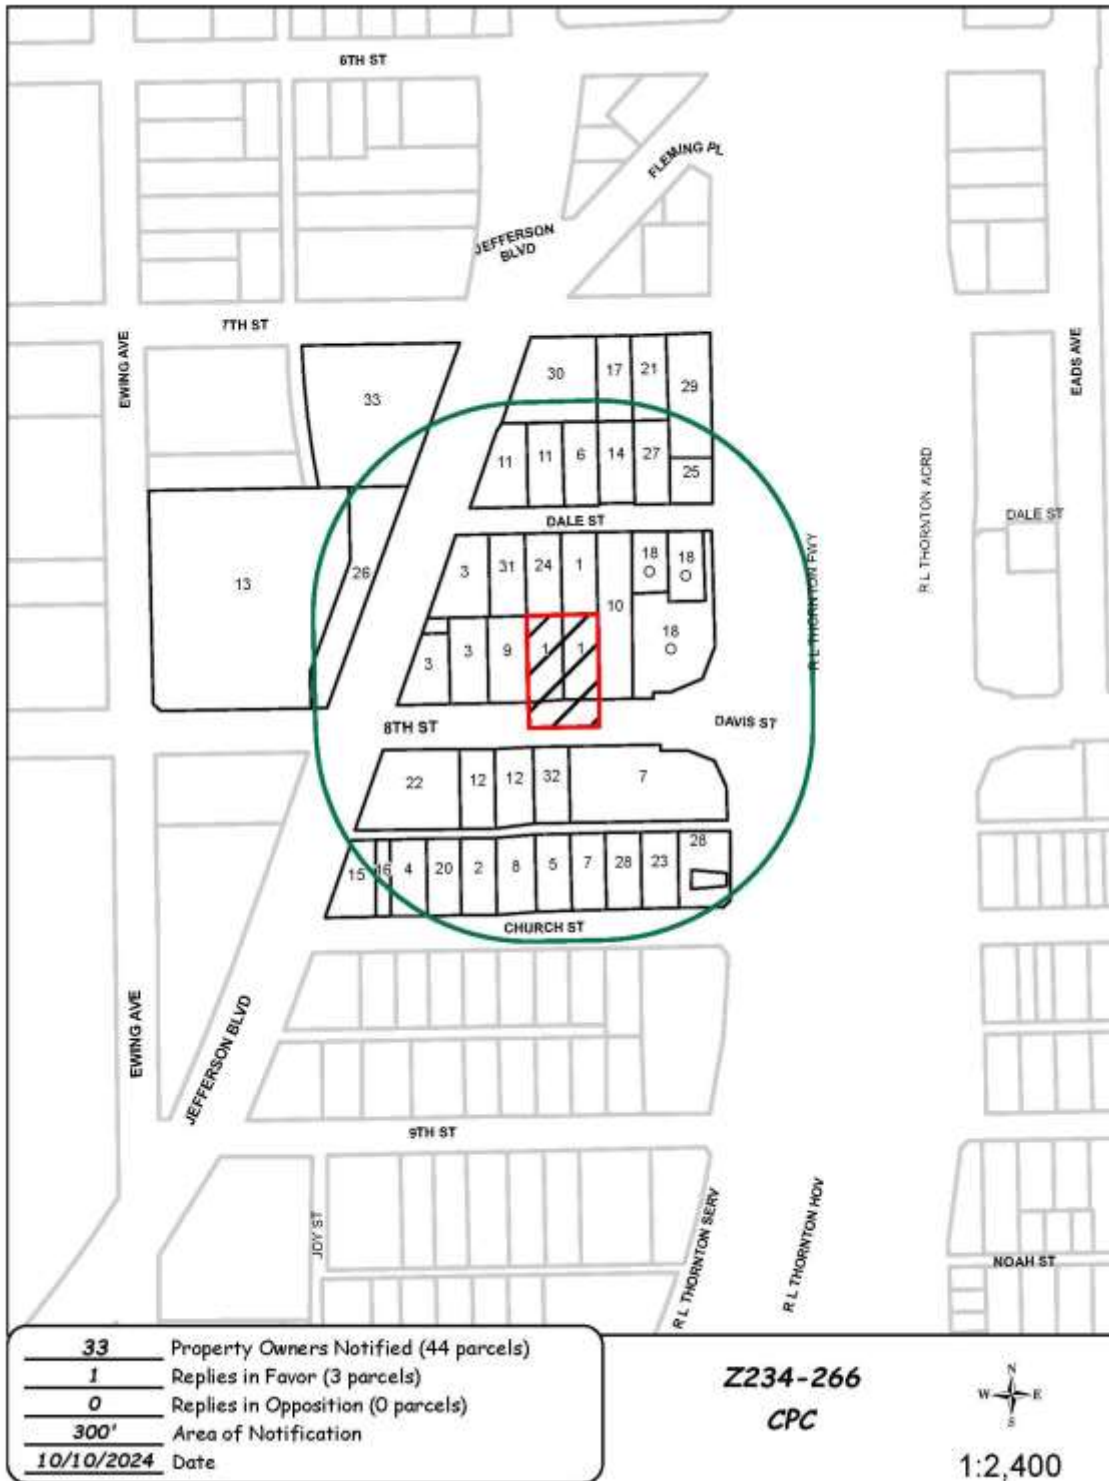 6TH ST
FLEMING PL
JEFFERSON
BLVD
7TH ST
EWING AVE
EADS AVE
33
30
17
21
29
11
11
6
14
27
25
R L THORNTON ACRD
DALE ST
DALE ST
R L THORNTON FWY
13
26
3
31
24
1
10
18
18
18
3
3
9
1
1
8TH ST
DAVIS ST
22
12
12
32
7
15
16
4
20
2
8
5
7
28
23
28
CHURCH ST
EWING AVE
JEFFERSON BLVD
9TH ST
JOY ST
R L THORNTON SERV
R L THORNTON HOV
NOAH ST
33 Property Owners Notified (44 parcels)
1 Replies in Favor (3 parcels)
0 Replies in Opposition (0 parcels)
300' Area of Notification
10/10/2024 Date
Z234-266
CPC
N
W E
S
1:2,400